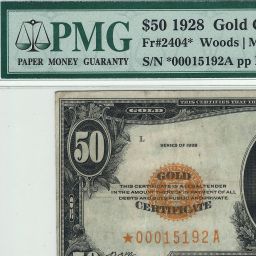 PMG
PAPER MONEY GUARANTY
$50 1928 Gold C
Fr#2404* Woods | M
S/N *00015192A pp
50
L
SERIES OF 1928
GOLD
THIS CERTIFICATE IS A LEGAL TENDER
IN THE AMOUNT THEREOF IN PAYMENT OF ALL
DEBTS AND DUES PUBLIC AND PRIVATE
CERTIFICATE
*00015192A